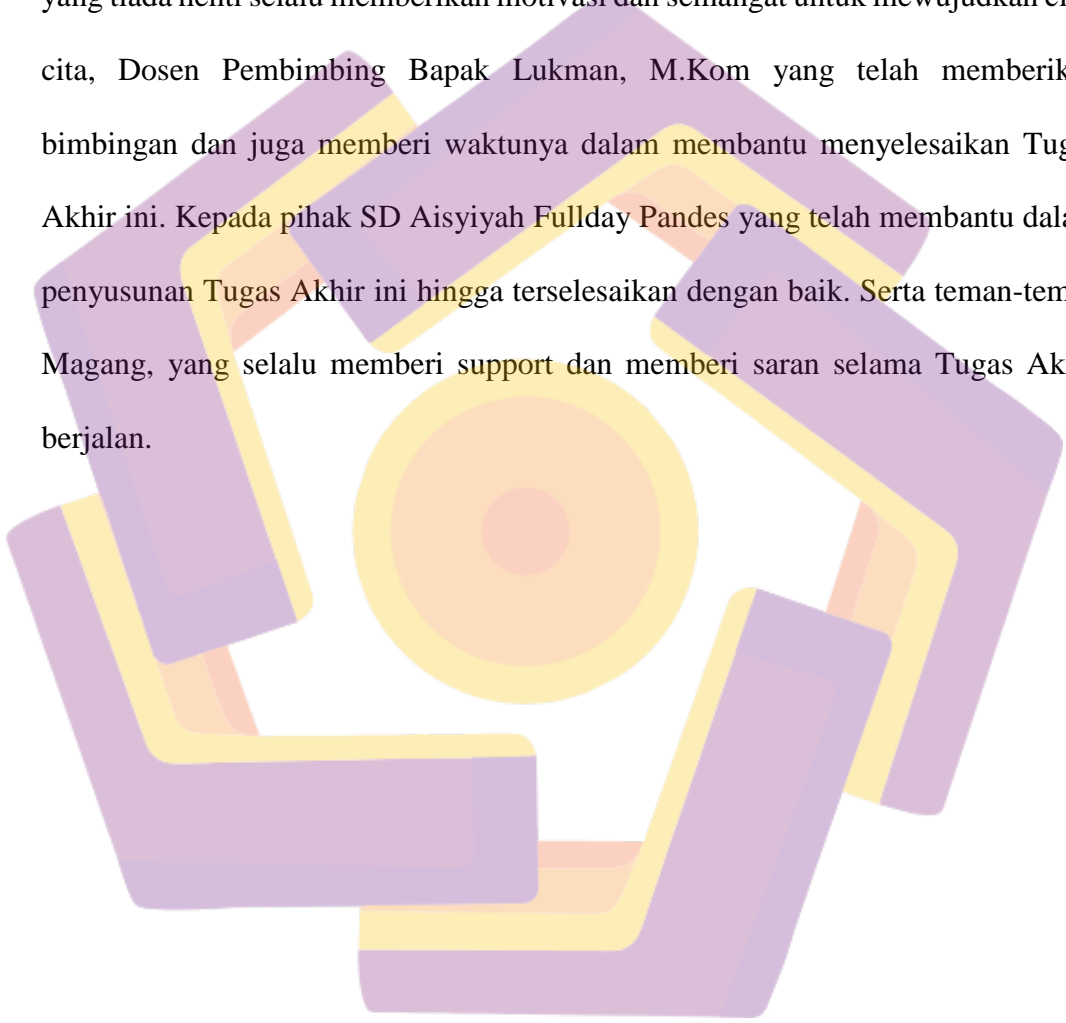 yang tiada henti selalu memberikan motivasi dan semangat untuk mewujudkan
cita, Dosen Pembimbing Bapak Lukman, M.Kom yang telah memberik
bimbingan dan juga memberi waktunya dalam membantu menyelesaikan Tug
Akhir ini. Kepada pihak SD Aisyiyah Fullday Pandes yang telah membantu dala
penyusunan Tugas Akhir ini hingga terselesaikan dengan baik. Serta teman-tem
Magang, yang selalu memberi support dan memberi saran selama Tugas Ak
berjalan.